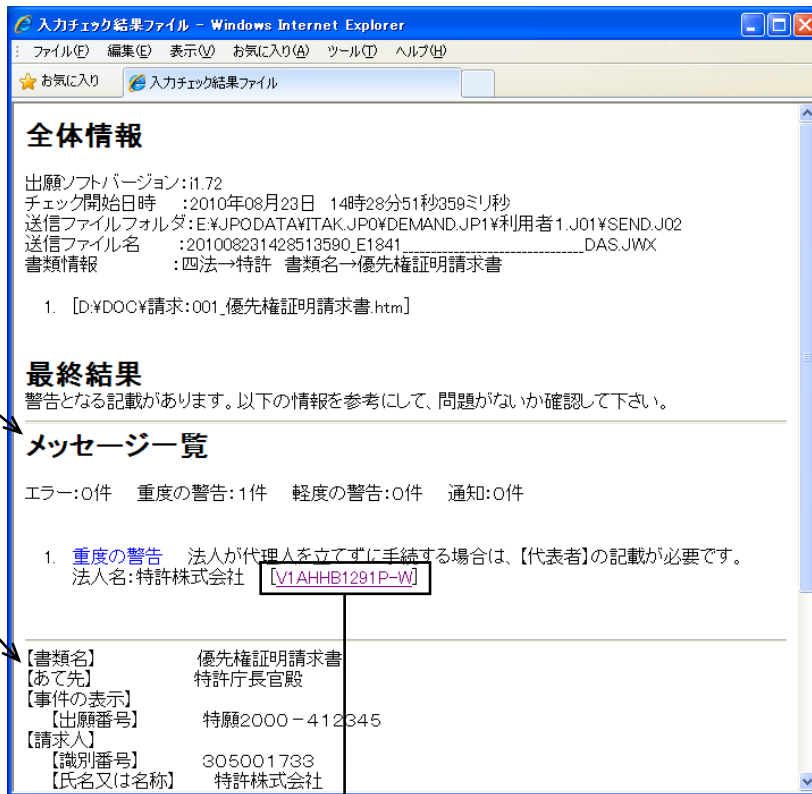 入力チェック結果ファイル - Windows Internet Explorer
ファイル(F) 編集(E) 表示(V) お気に入り(A) ツール(T) ヘルプ(H)
お気に入り 入力チェック結果ファイル
全体情報
出願ソフトバージョン:i1.72
チェック開始日時 :2010年08月23日 14時28分51秒359ミリ秒
送信ファイルフォルダ:E:¥JPODATA¥ITAK.JP0¥DEMAND.JP1¥利用者1.J01¥SEND.J02
送信ファイル名 :201008231428513590_E1841______________________________DAS.JWX
書類情報 :四法→特許 書類名→優先権証明請求書
1. [D:¥DOC¥請求:001_優先権証明請求書.htm]
最終結果
警告となる記載があります。以下の情報を参考にして、問題がないか確認して下さい。
メッセージ一覧
エラー:0件 重度の警告:1件 軽度の警告:0件 通知:0件
1. 重度の警告 法人が代理人を立てずに手続する場合は、【代表者】の記載が必要です。
法人名:特許株式会社 [V1AHHB1291P-W]
【書類名】 優先権証明請求書
【あて先】 特許庁長官殿
【事件の表示】
【出願番号】 特願2000-412345
【請求人】
【識別番号】 305001733
【氏名又は名称】 特許株式会社